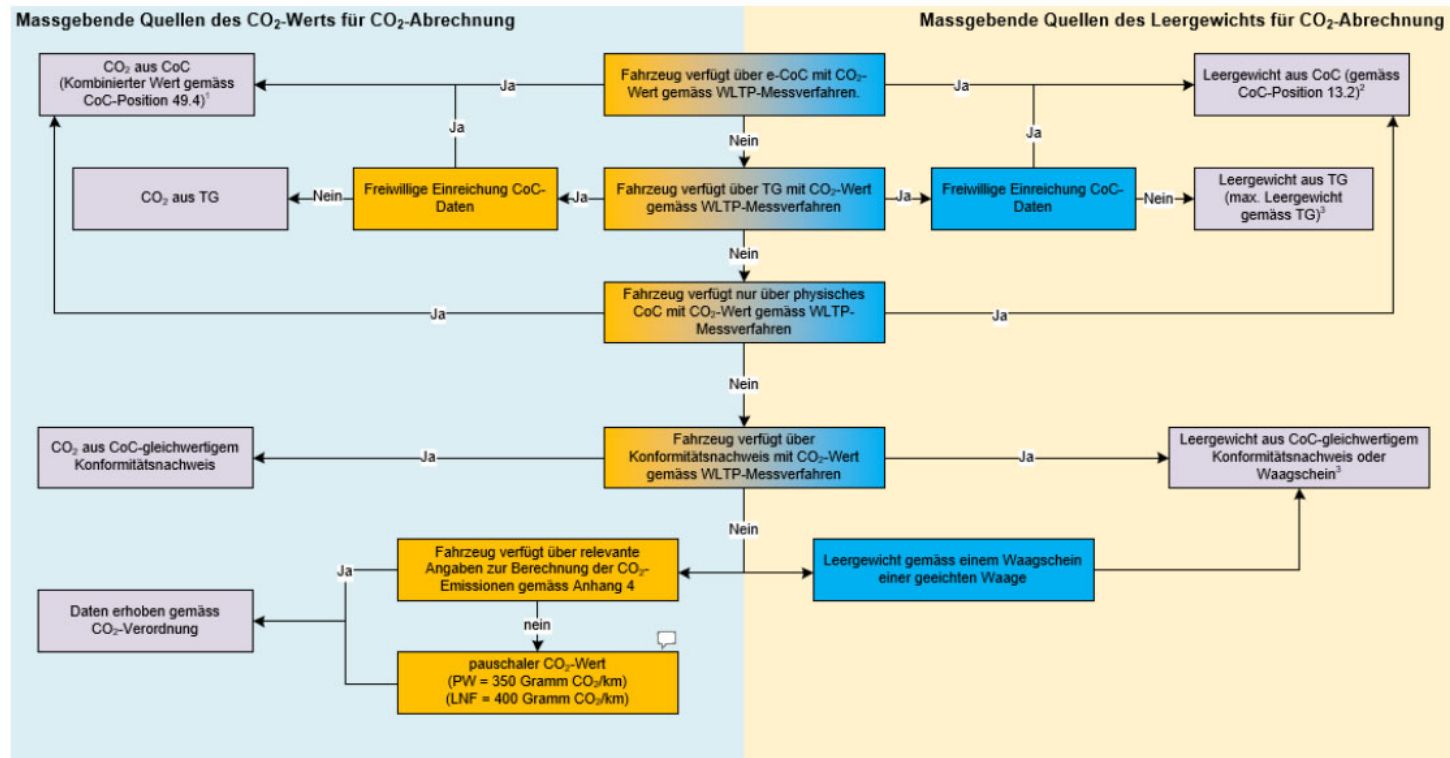 Massgebende Quellen des CO₂-Werts für CO₂-Abrechnung
Massgebende Quellen des Leergewichts für CO₂-Abrechnung
CO₂ aus CoC
(Kombinierter Wert gemäss
CoC-Position 49.4)¹
Ja
Fahrzeug verfügt über e-CoC mit CO₂-
Wert gemäss WLTP-Messverfahren.
Ja
Leergewicht aus CoC (gemäss
CoC-Position 13.2)²
Ja
Nein
Ja
CO₂ aus TG
Nein
Freiwillige Einreichung CoC-
Daten
Ja
Fahrzeug verfügt über TG mit CO₂-Wert
gemäss WLTP-Messverfahren
Ja
Freiwillige Einreichung CoC-
Daten
Nein
Leergewicht aus TG
(max. Leergewicht
gemäss TG)³
Nein
Ja
Fahrzeug verfügt nur über physisches
CoC mit CO₂-Wert gemäss WLTP-
Messverfahren
Ja
Nein
CO₂ aus CoC-gleichwertigem
Konformitätsnachweis
Ja
Fahrzeug verfügt über
Konformitätsnachweis mit CO₂-Wert
gemäss WLTP-Messverfahren
Ja
Leergewicht aus CoC-gleichwertigem
Konformitätsnachweis oder
Waagschein³
Nein
Ja
Fahrzeug verfügt über relevante
Angaben zur Berechnung der CO₂-
Emissionen gemäss Anhang 4
Leergewicht gemäss einem Waagschein
einer geeichten Waage
Daten erhoben gemäss
CO₂-Verordnung
nein
pauschaler CO₂-Wert
(PW = 350 Gramm CO₂/km)
(LNF = 400 Gramm CO₂/km)